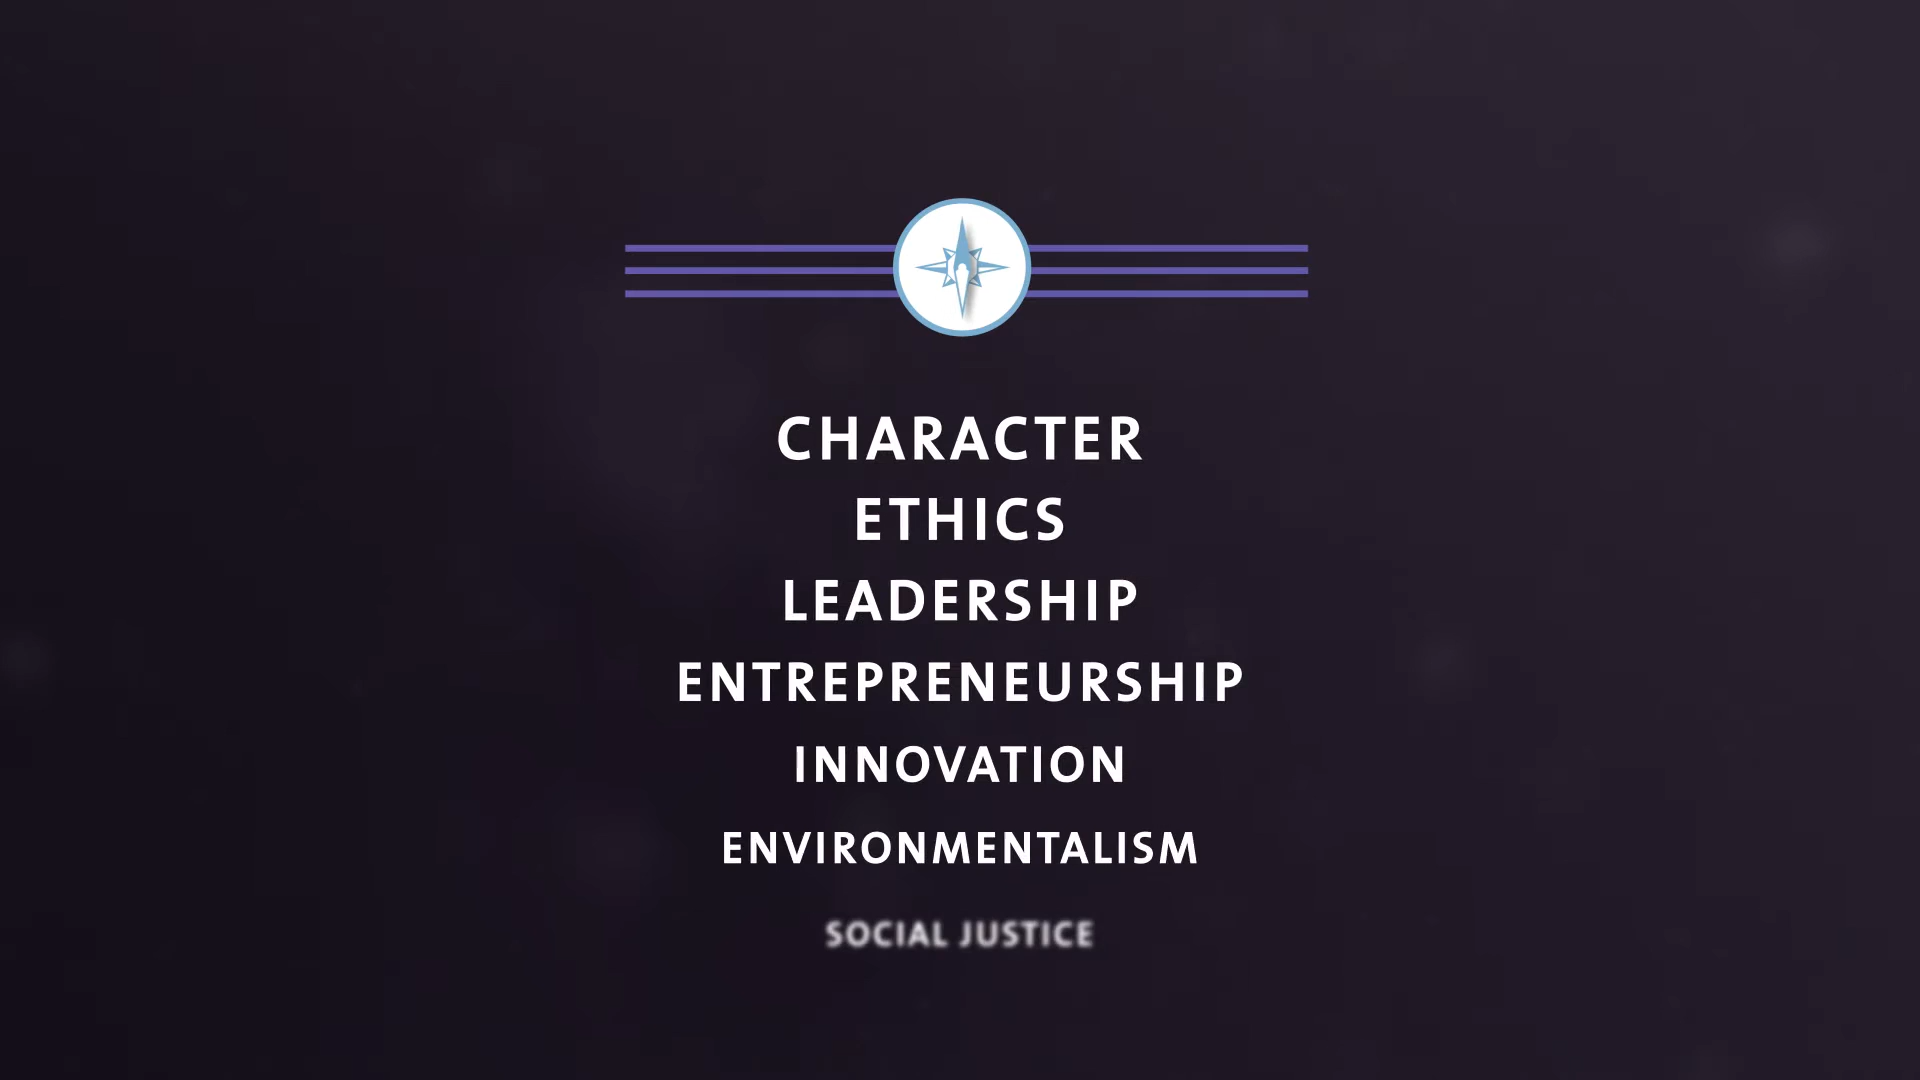 CHARACTER
ETHICS
LEADERSHIP
ENTREPRENEURSHIP
INNOVATION
ENVIRONMENTALISM
SOCIAL JUSTICE